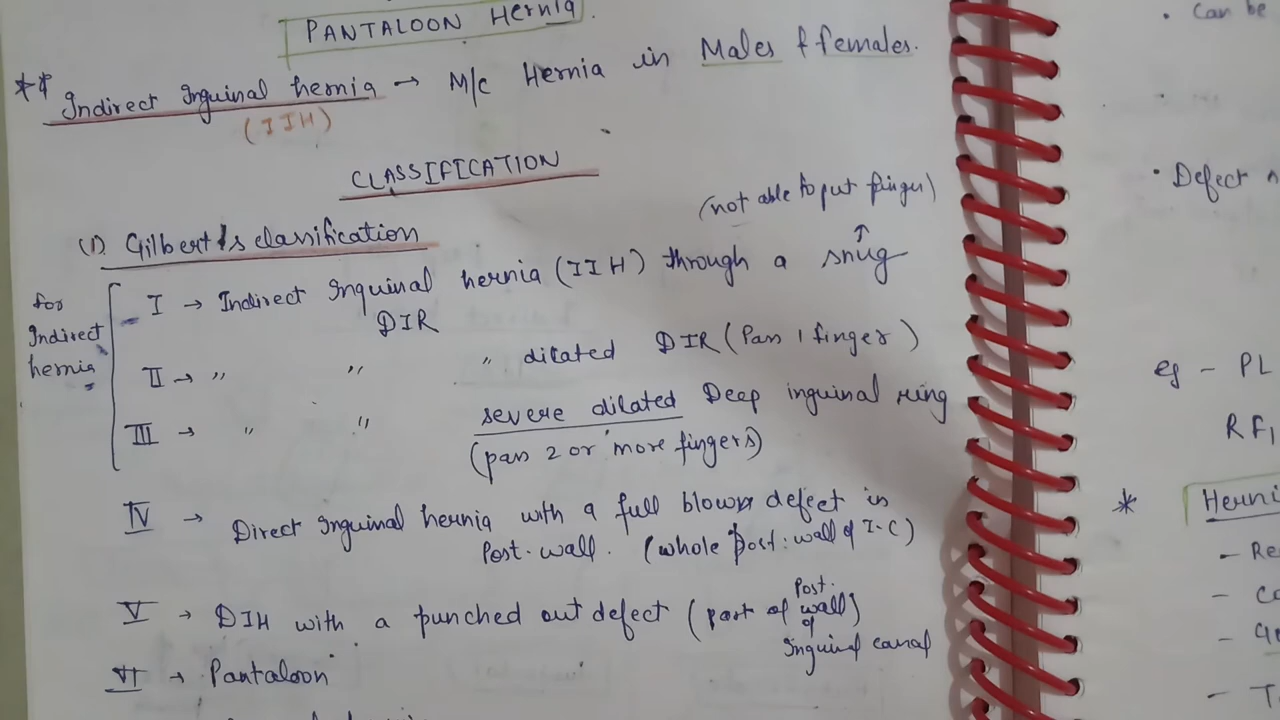 PANTALOON Hernia.
** Indirect Inguinal hernia → M/C Hernia in Males & females.
(IIH)
CLASSIFICATION
(not able to put finger)
↑
(1) Gilbert's classification
for Indirect hernia
I → Indirect Inguinal hernia (IIH) through a snug
DIR
II → " " " dilated DIR (Pan 1 finger)
III → " " severe dilated Deep inguinal ring
(pan 2 or more fingers)
IV → Direct Inguinal hernia with a full blown defect in
Post. wall. (whole post: wall of I-C)
V → DIH with a punched out defect (part of Post. wall)
of
Inguinal canal
VI → Pantaloon
• Can be
• Defect
eg - PL
RF1
* Herni
- Re
- Co
- T